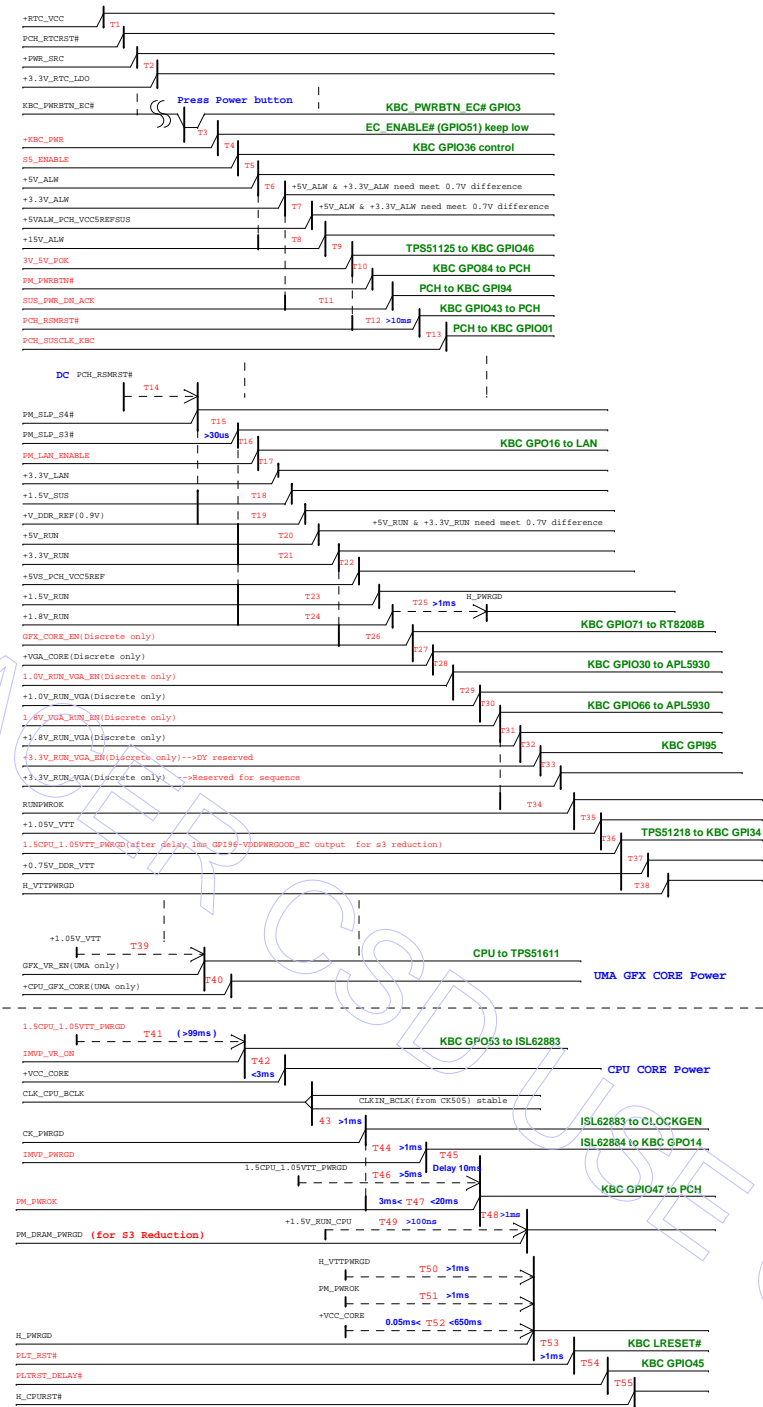 +RTC_VCC
T1
PCH_RTCRST#
+PWR_SRC
T2
+3.3V_RTC_LDO
Press Power button
KBC_PWRBTN_EC#
KBC_PWRBTN_EC# GPIO3
T3
EC_ENABLE# (GPIO51) keep low
+KBC_PWR
T4
KBC GPIO36 control
S5_ENABLE
T5
+5V_ALW
T6
+5V_ALW & +3.3V_ALW need meet 0.7V difference
+3.3V_ALW
T7
+5V_ALW & +3.3V_ALW need meet 0.7V difference
+5VALW_PCH_VCC5REFSUS
+15V_ALW
T8
T9
TPS51125 to KBC GPIO46
3V_5V_POK
T10
KBC GPO84 to PCH
PM_PWRBTN#
PCH to KBC GPI94
SUS_PWR_DN_ACK
T11
KBC GPIO43 to PCH
PCH_RSMRST#
T12 >10ms
PCH to KBC GPIO01
T13
PCH_SUSCLK_KBC
DC PCH_RSMRST#
T14
PM_SLP_S4#
T15
PM_SLP_S3#
>30us
T16
KBC GPO16 to LAN
PM_LAN_ENABLE
T17
+3.3V_LAN
+1.5V_SUS
T18
+V_DDR_REF(0.9V)
T19
+5V_RUN & +3.3V_RUN need meet 0.7V difference
+5V_RUN
T20
+3.3V_RUN
T21
T22
+5VS_PCH_VCC5REF
+1.5V_RUN
T23
T25 >1ms
H_PWRGD
+1.8V_RUN
T24
KBC GPIO71 to RT8208B
GFX_CORE_EN(Discrete only)
T26
+VGA_CORE(Discrete only)
T27
KBC GPIO30 to APL5930
T28
1.0V_RUN_VGA_EN(Discrete only)
+1.0V_RUN_VGA(Discrete only)
T29
KBC GPIO66 to APL5930
T30
1.8V_VGA_RUN_EN(Discrete only)
+1.8V_RUN_VGA(Discrete only)
T31
KBC GPI95
T32
+3.3V_RUN_VGA_EN(Discrete only)-->DY reserved
T33
+3.3V_RUN_VGA(Discrete only) -->Reserved for sequence
RUNPWROK
T34
+1.05V_VTT
T35
TPS51218 to KBC GPI34
T36
1.5CPU_1.05VTT_PWRGD(after delay 1ms GPI96-VDDPWRGOOD_EC output for s3 reduction)
+0.75V_DDR_VTT
T37
H_VTTPWRGD
T38
+1.05V_VTT
T39
CPU to TPS51611
GFX_VR_EN(UMA only)
T40
UMA GFX CORE Power
+CPU_GFX_CORE(UMA only)
1.5CPU_1.05VTT_PWRGD
T41 (>99ms)
KBC GPO53 to ISL62883
IMVP_VR_ON
T42
+VCC_CORE
<3ms
CPU CORE Power
CLK_CPU_BCLK
CLKIN_BCLK(from CK505) stable
43 >1ms
ISL62883 to CLOCKGEN
CK_PWRGD
T44 >1ms
ISL62884 to KBC GPO14
IMVP_PWRGD
T45
1.5CPU_1.05VTT_PWRGD
Delay 10ms
T46 >5ms
KBC GPIO47 to PCH
PM_PWROK
3ms< T47 <20ms
T48 >1ms
+1.5V_RUN_CPU
T49 >100ns
PM_DRAM_PWRGD (for S3 Reduction)
H_VTTPWRGD
T50 >1ms
PM_PWROK
T51 >1ms
+VCC_CORE
0.05ms< T52 <650ms
H_PWRGD
T53
KBC LRESET#
PLT_RST#
>1ms
T54
KBC GPIO45
PLTRST_DELAY#
T55
H_CPURST#